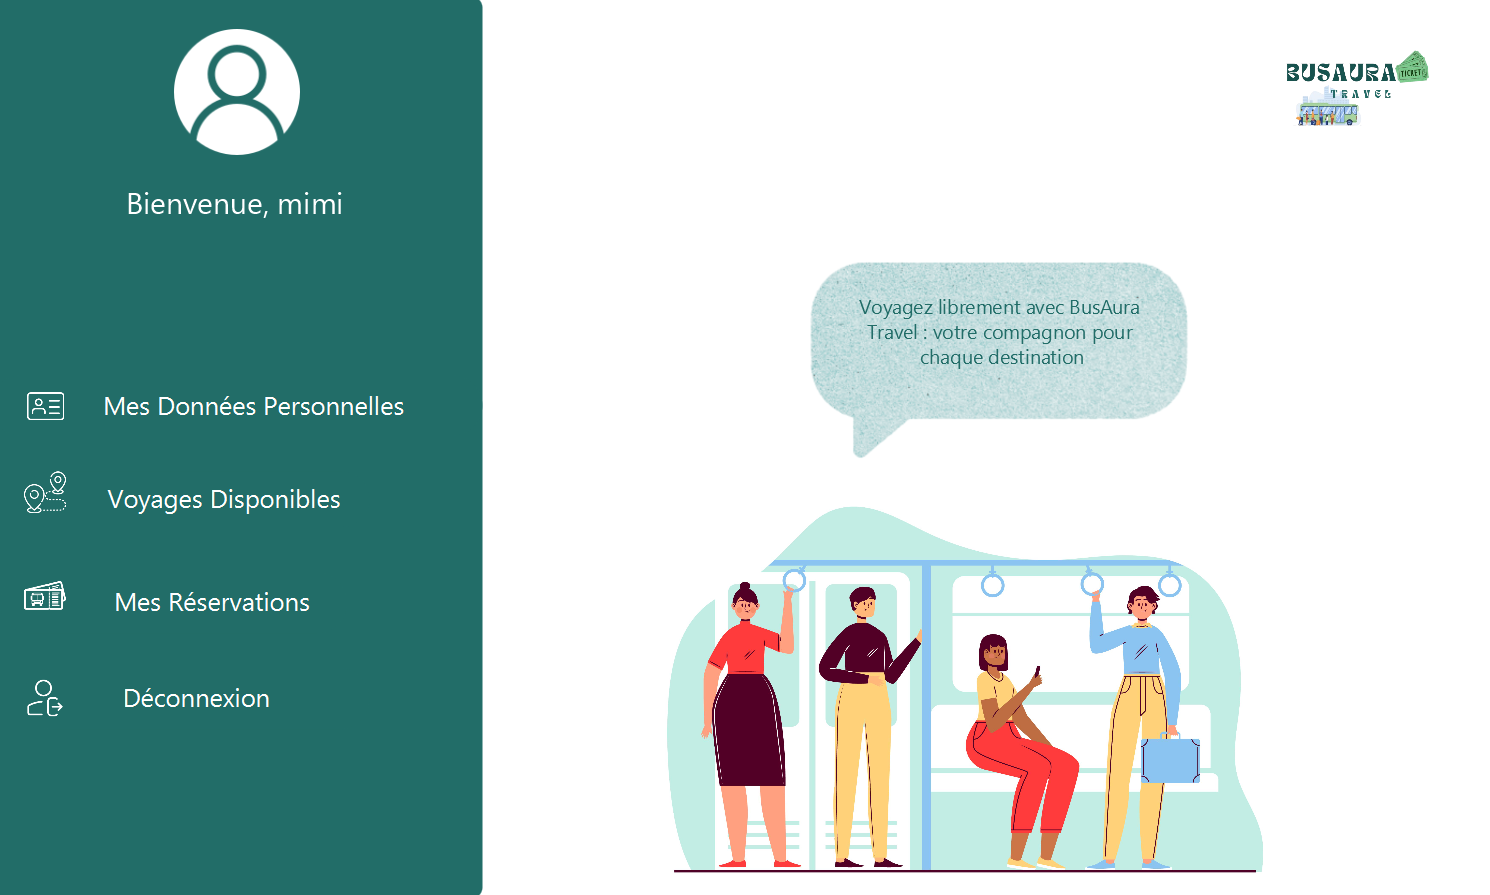 Bienvenue, mimi
Mes Données Personnelles
Voyages Disponibles
Mes Réservations
Déconnexion
BUSAURA
TICKET
TRAVEL
Voyagez librement avec BusAura
Travel : votre compagnon pour
chaque destination